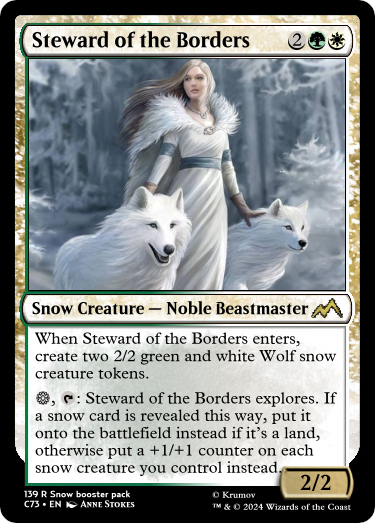 Steward of the Borders 2
Snow Creature — Noble Beastmaster
When Steward of the Borders enters,
create two 2/2 green and white Wolf snow
creature tokens.
, : Steward of the Borders explores. If
a snow card is revealed this way, put it
onto the battlefield instead if it's a land,
otherwise put a +1/+1 counter on each
snow creature you control instead.
2/2
139 R Snow booster pack © Krumov
C73 • EN Anne Stokes ™ & © 2024 Wizards of the Coast